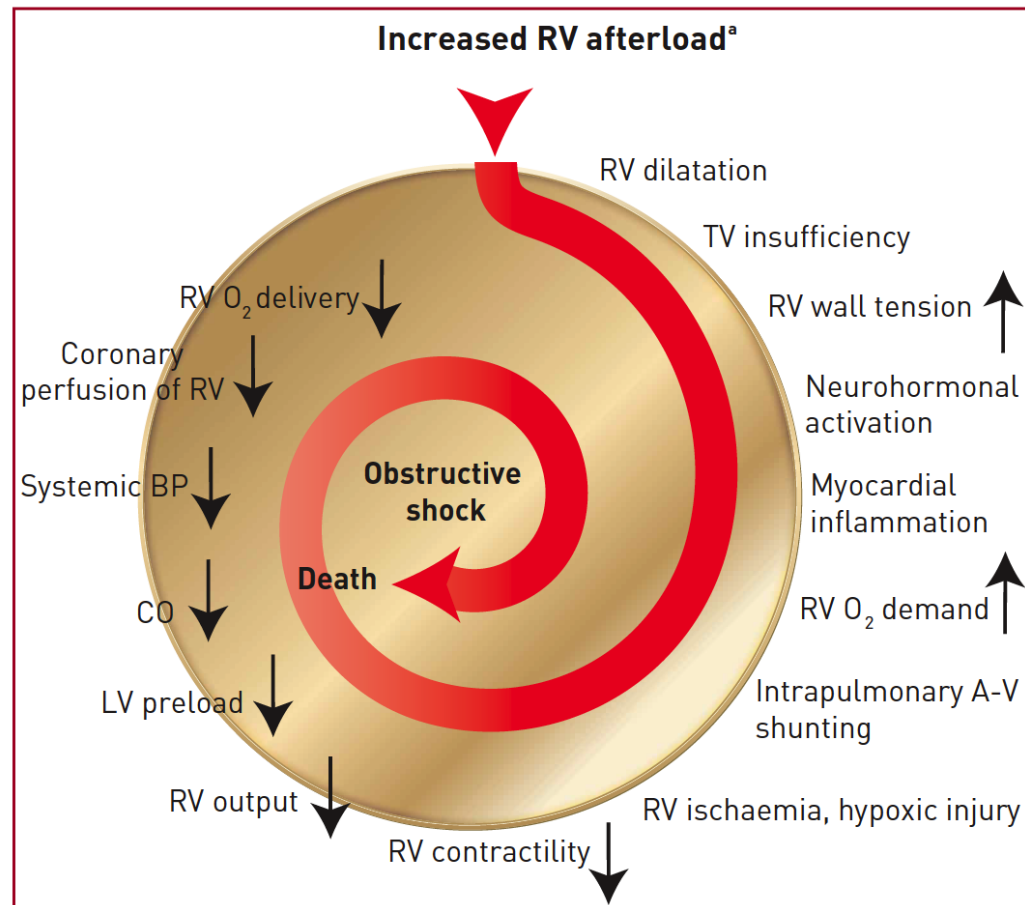 Increased RV afterloadᵃ
RV dilatation
TV insufficiency
RV wall tension
Neurohormonal
activation
Myocardial
inflammation
RV O₂ demand
Intrapulmonary A-V
shunting
RV ischaemia, hypoxic injury
RV contractility
RV output
LV preload
CO
Systemic BP
Coronary
perfusion of RV
RV O₂ delivery
Obstructive
shock
Death